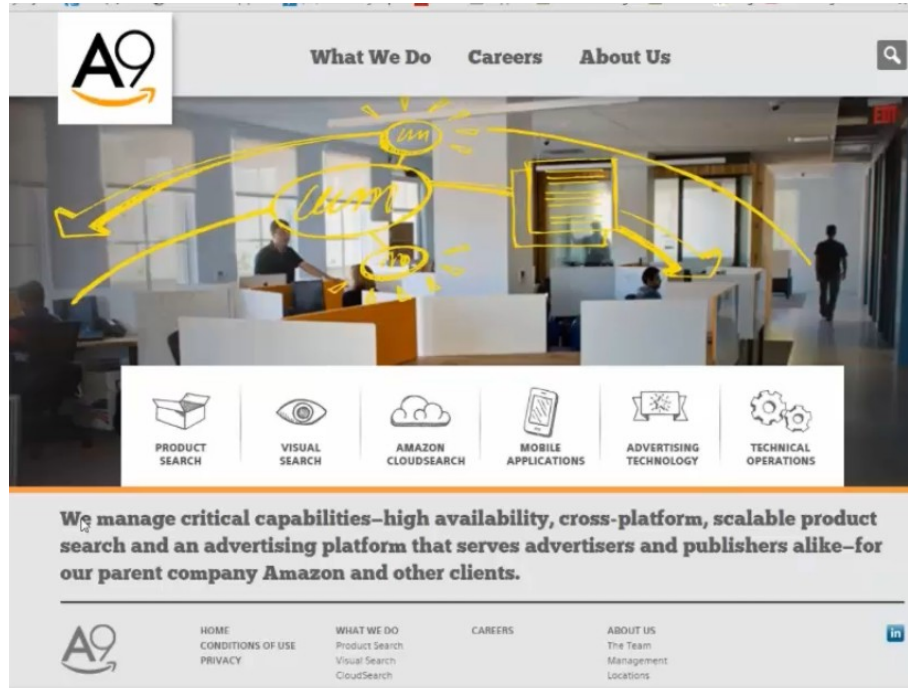 A9
What We Do Careers About Us
EXIT
PRODUCT SEARCH
VISUAL SEARCH
AMAZON CLOUDSEARCH
MOBILE APPLICATIONS
ADVERTISING TECHNOLOGY
TECHNICAL OPERATIONS
We manage critical capabilities—high availability, cross-platform, scalable product
search and an advertising platform that serves advertisers and publishers alike—for
our parent company Amazon and other clients.
A9
HOME
CONDITIONS OF USE
PRIVACY
WHAT WE DO
Product Search
Visual Search
CloudSearch
CAREERS
ABOUT US
The Team
Management
Locations
in